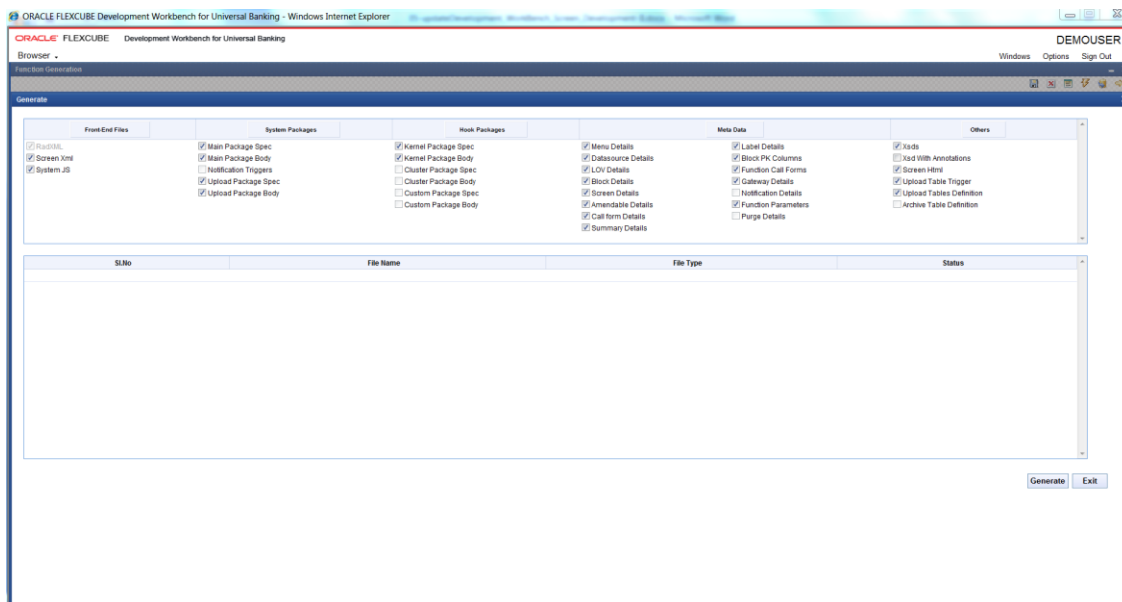 ORACLE FLEXCUBE Development Workbench for Universal Banking - Windows Internet Explorer
ORACLE FLEXCUBE Development Workbench for Universal Banking DEMOUSER
Browser Windows Options Sign Out
Function Generation
Generate
Front-End Files System Packages Hook Packages Meta Data Others
RadXML Main Package Spec Kernel Package Spec Menu Details Label Details Xsds
Screen Xml Main Package Body Kernel Package Body Datasource Details Block PK Columns Xsd With Annotations
System JS Notification Triggers Cluster Package Spec LOV Details Function Call Forms Screen Html
Upload Package Spec Cluster Package Body Block Details Gateway Details Upload Table Trigger
Upload Package Body Custom Package Spec Screen Details Notification Details Upload Tables Definition
Custom Package Body Amendable Details Function Parameters Archive Table Definition
Call form Details Purge Details
Summary Details
Sl.No File Name File Type Status
Generate Exit